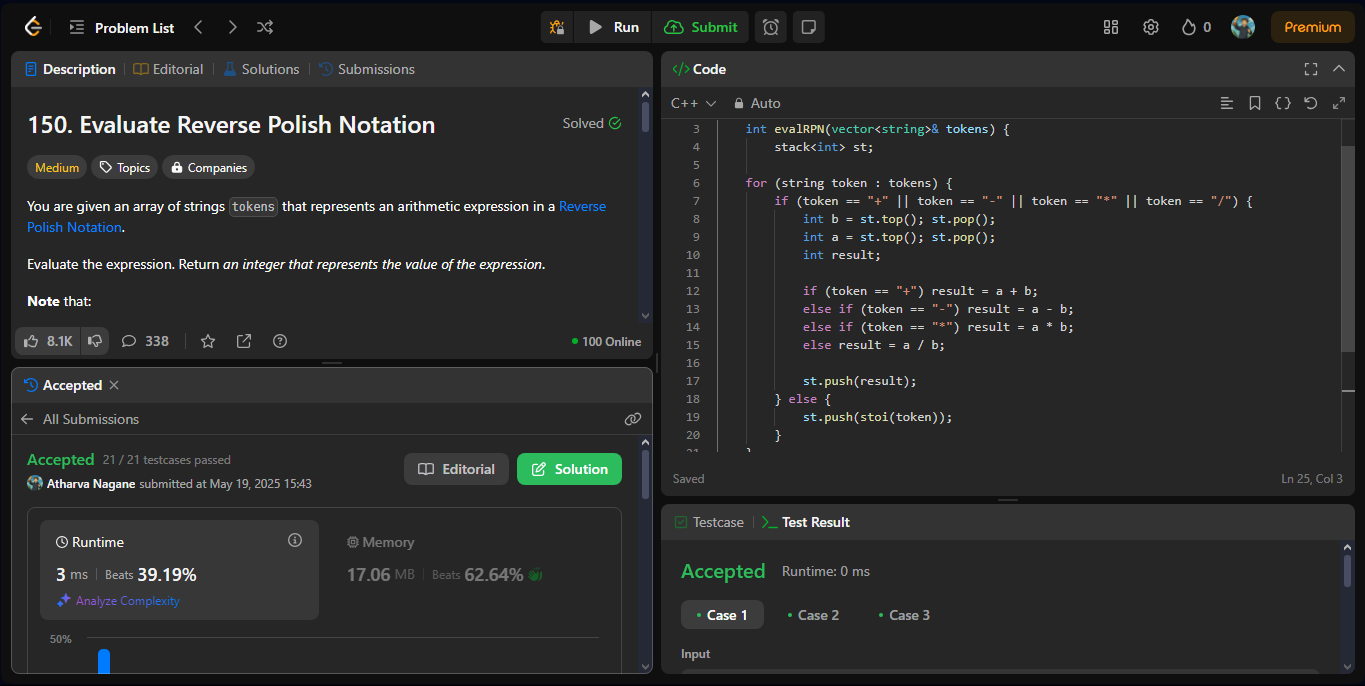 Problem List
Run
Submit
0
Premium
Description
Editorial
Solutions
Submissions
150. Evaluate Reverse Polish Notation
Solved
Medium
Topics
Companies
You are given an array of strings tokens that represents an arithmetic expression in a Reverse
Polish Notation.
Evaluate the expression. Return an integer that represents the value of the expression.
Note that:
8.1K
338
100 Online
Accepted
All Submissions
Accepted 21 / 21 testcases passed
Atharva Nagane submitted at May 19, 2025 15:43
Editorial
Solution
Runtime
3 ms | Beats 39.19%
Analyze Complexity
Memory
17.06 MB | Beats 62.64%
50%
</> Code
C++
Auto
3 int evalRPN(vector<string>& tokens) {
4 stack<int> st;
5
6 for (string token : tokens) {
7 if (token == "+" || token == "-" || token == "*" || token == "/") {
8 int b = st.top(); st.pop();
9 int a = st.top(); st.pop();
10 int result;
11
12 if (token == "+") result = a + b;
13 else if (token == "-") result = a - b;
14 else if (token == "*") result = a * b;
15 else result = a / b;
16
17 st.push(result);
18 } else {
19 st.push(stoi(token));
20 }
21 }
Saved
Ln 25, Col 3
Testcase
Test Result
Accepted Runtime: 0 ms
Case 1
Case 2
Case 3
Input